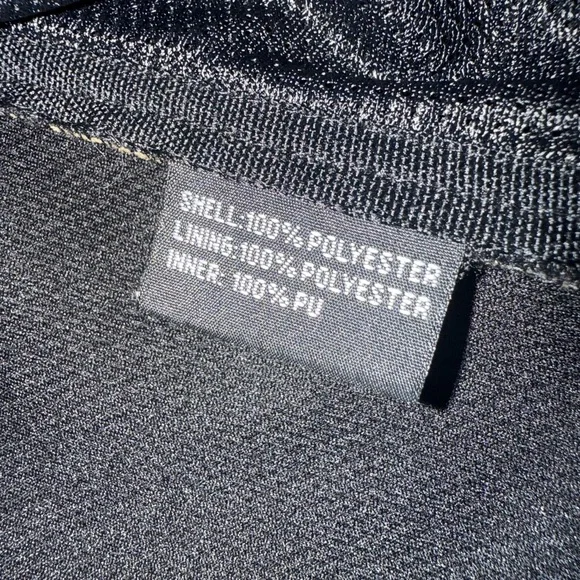 SHELL:100% POLYESTER
LINING:100% POLYESTER
INNER: 100% PU